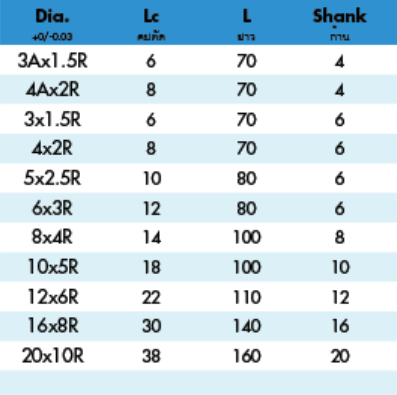 Dia. Lc L Shank
+0/-0.03 คมตัด ยาว ก้าน
3Ax1.5R 6 70 4
4Ax2R 8 70 4
3x1.5R 6 70 6
4x2R 8 70 6
5x2.5R 10 80 6
6x3R 12 80 6
8x4R 14 100 8
10x5R 18 100 10
12x6R 22 110 12
16x8R 30 140 16
20x10R 38 160 20